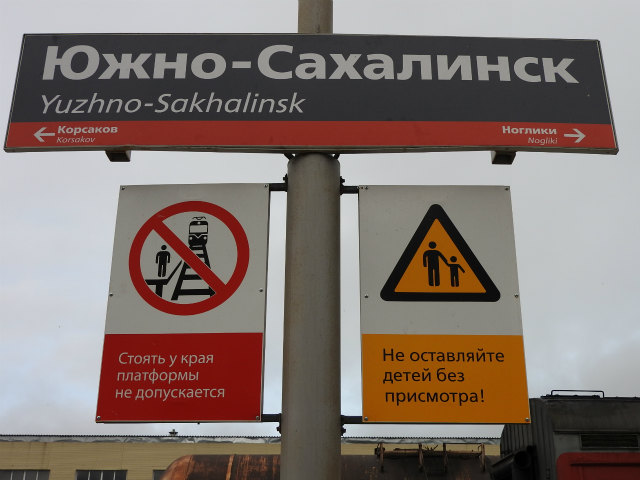 Южно-Сахалинск
Yuzhno-Sakhalinsk
Корсаков
Korsakov
Ноглики
Nogliki
Стоять у края
платформы
не допускается
Не оставляйте
детей без
присмотра!